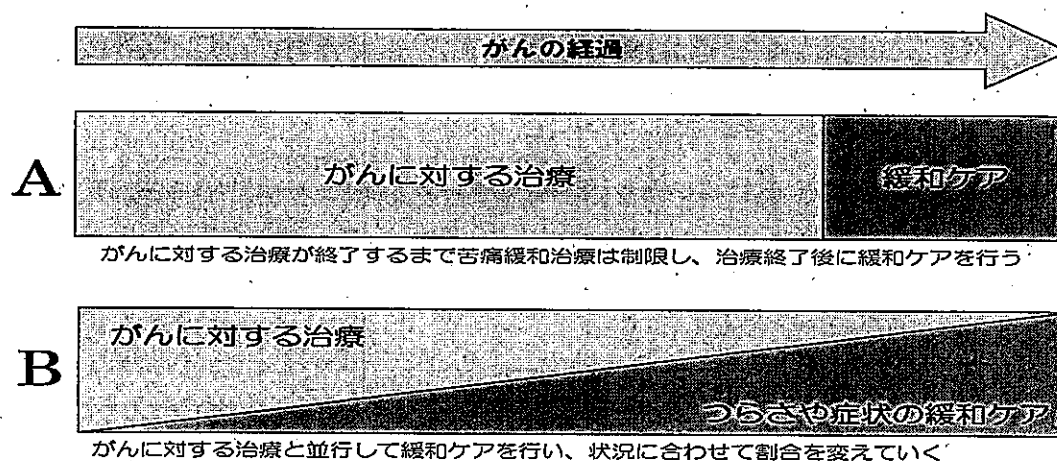 がんの経過
A
がんに対する治療
緩和ケア
がんに対する治療が終了するまで苦痛緩和治療は制限し、治療終了後に緩和ケアを行う
B
がんに対する治療
つらさや症状の緩和ケア
がんに対する治療と並行して緩和ケアを行い、状況に合わせて割合を変えていく